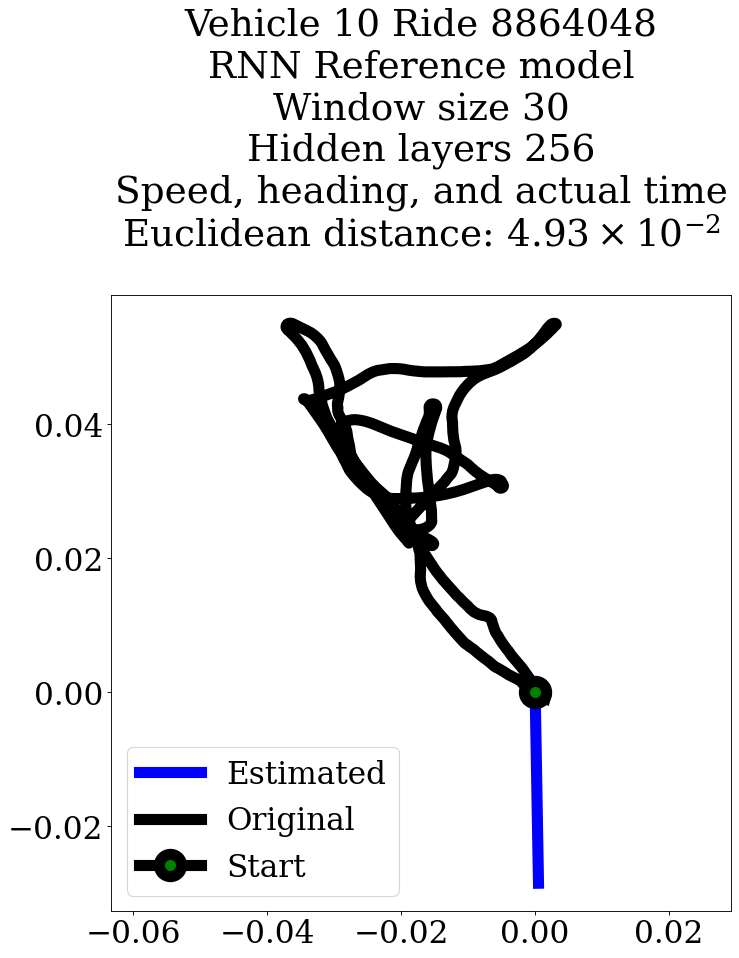 Vehicle 10 Ride 8864048
RNN Reference model
Window size 30
Hidden layers 256
Speed, heading, and actual time
Euclidean distance: 4.93 × 10⁻²
0.04
0.02
0.00
−0.02
Estimated
Original
Start
−0.06 −0.04 −0.02 0.00 0.02